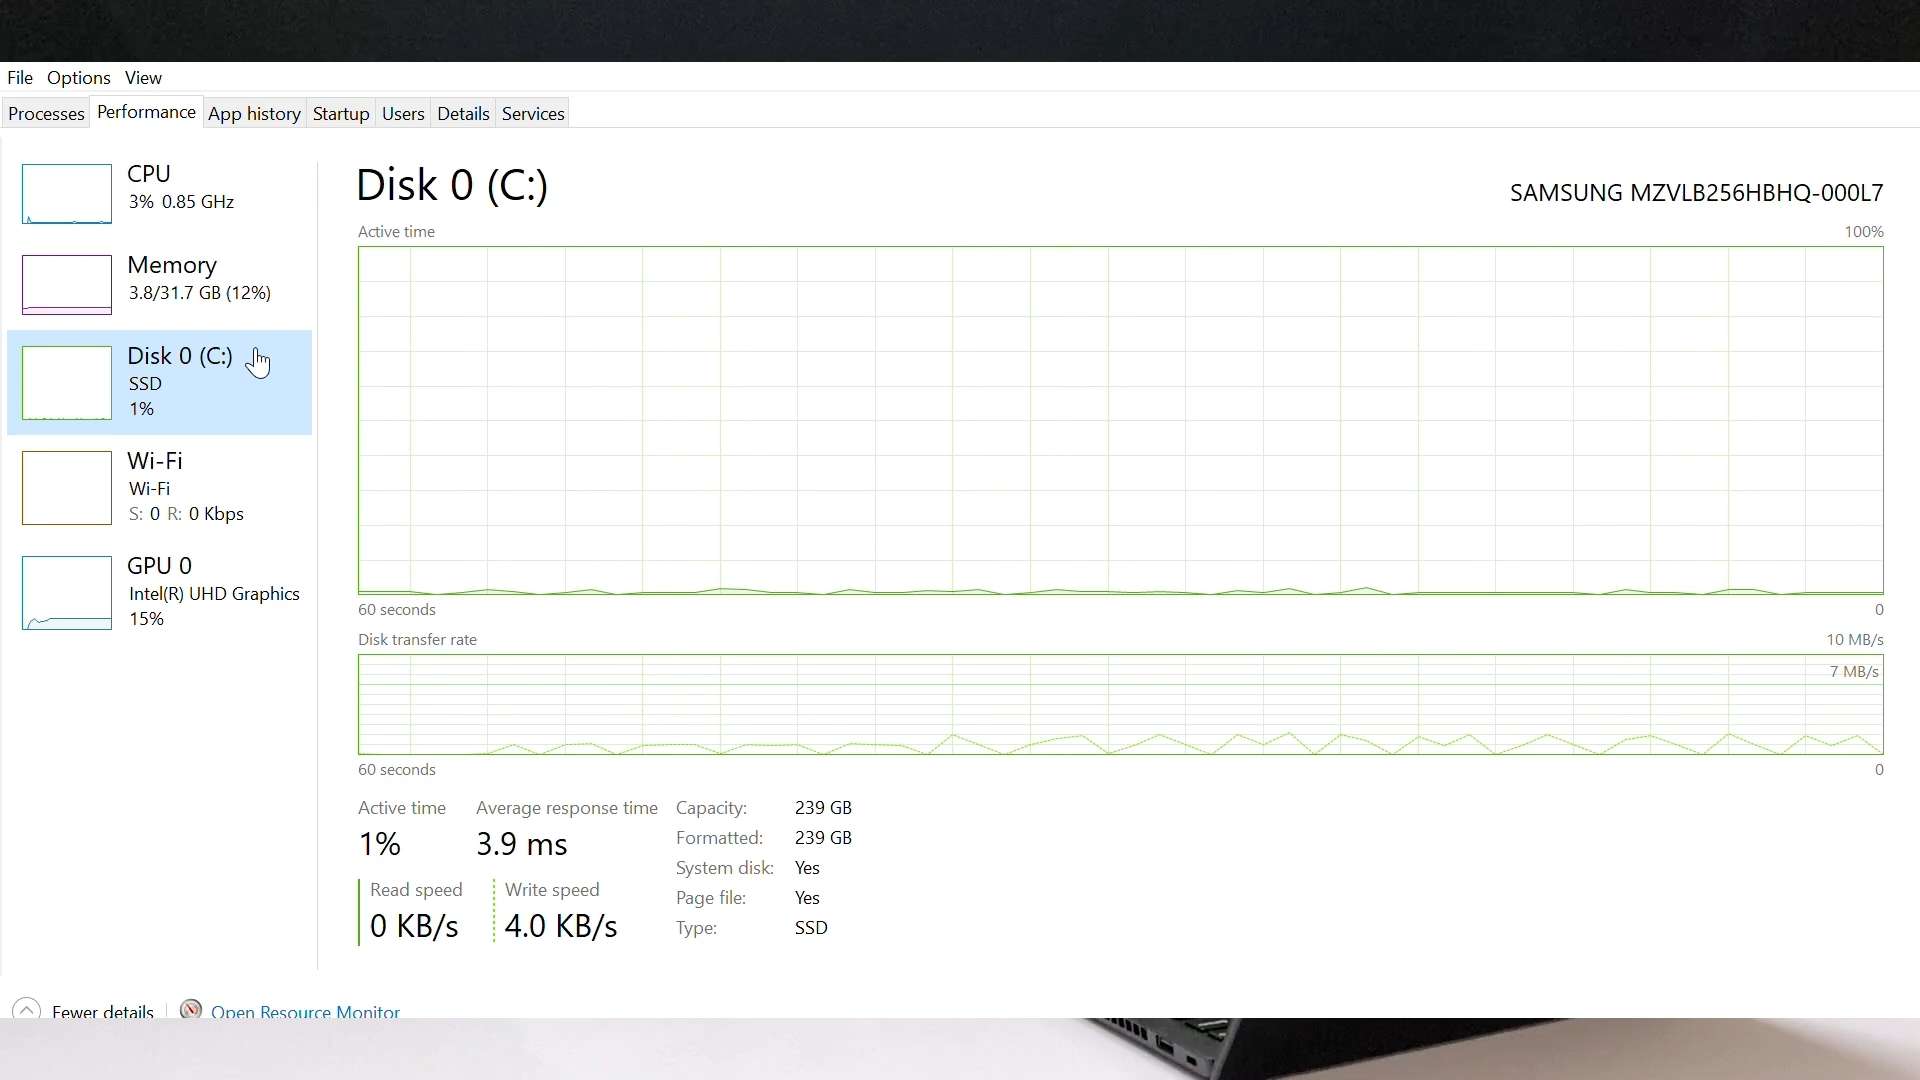 File Options View
Processes Performance App history Startup Users Details Services
CPU
3% 0.85 GHz
Memory
3.8/31.7 GB (12%)
Disk 0 (C:)
SSD
1%
Wi-Fi
Wi-Fi
S: 0 R: 0 Kbps
GPU 0
Intel(R) UHD Graphics
15%
Disk 0 (C:)
SAMSUNG MZVLB256HBHQ-000L7
Active time 100%
60 seconds 0
Disk transfer rate 10 MB/s
7 MB/s
60 seconds 0
Active time Average response time
1% 3.9 ms
Read speed Write speed
0 KB/s 4.0 KB/s
Capacity: 239 GB
Formatted: 239 GB
System disk: Yes
Page file: Yes
Type: SSD
Fewer details Open Resource Monitor